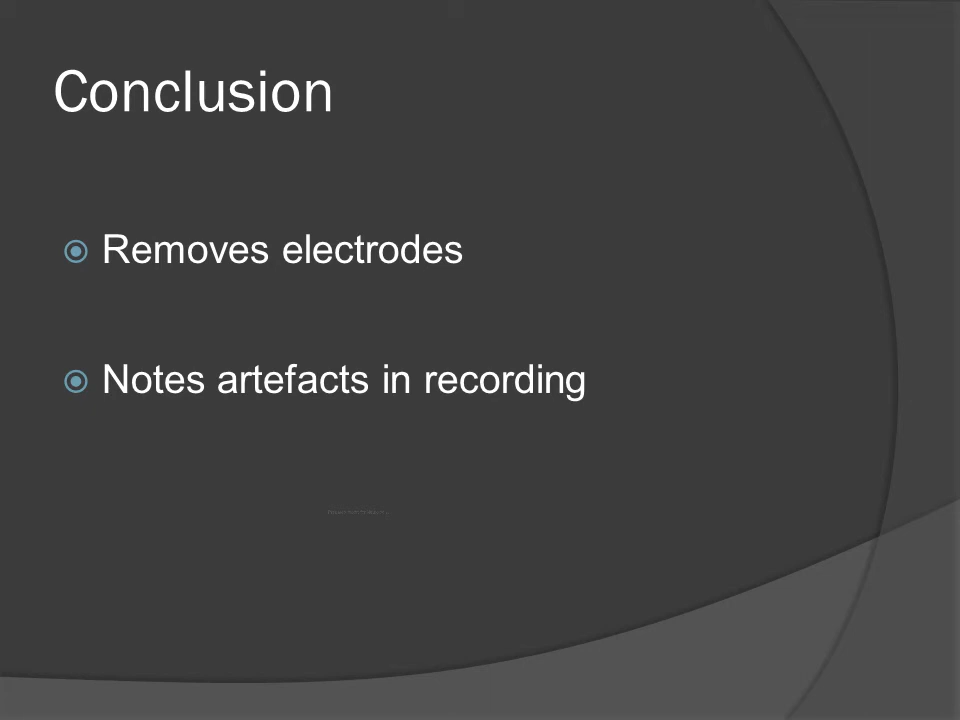 Conclusion
Removes electrodes
Notes artefacts in recording